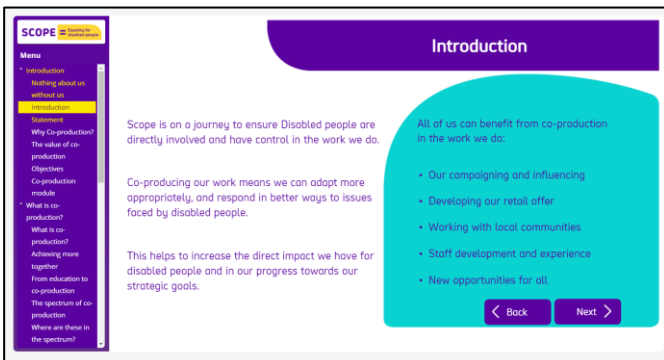 SCOPE = Equality for
disabled people
Menu
Introduction
Nothing about us
without us
Introduction
Statement
Why Co-production?
The value of co-
production
Objectives
Co-production
module
What is co-
production?
What is co-
production?
Achieving more
together
From education to
co-production
The spectrum of co-
production
Where are these in
the spectrum?
Introduction
Scope is on a journey to ensure Disabled people are
directly involved and have control in the work we do.
Co-producing our work means we can adapt more
appropriately, and respond in better ways to issues
faced by disabled people.
This helps to increase the direct impact we have for
disabled people and in our progress towards our
strategic goals.
All of us can benefit from co-production
in the work we do:
• Our campaigning and influencing
• Developing our retail offer
• Working with local communities
• Staff development and experience
• New opportunities for all
Back
Next